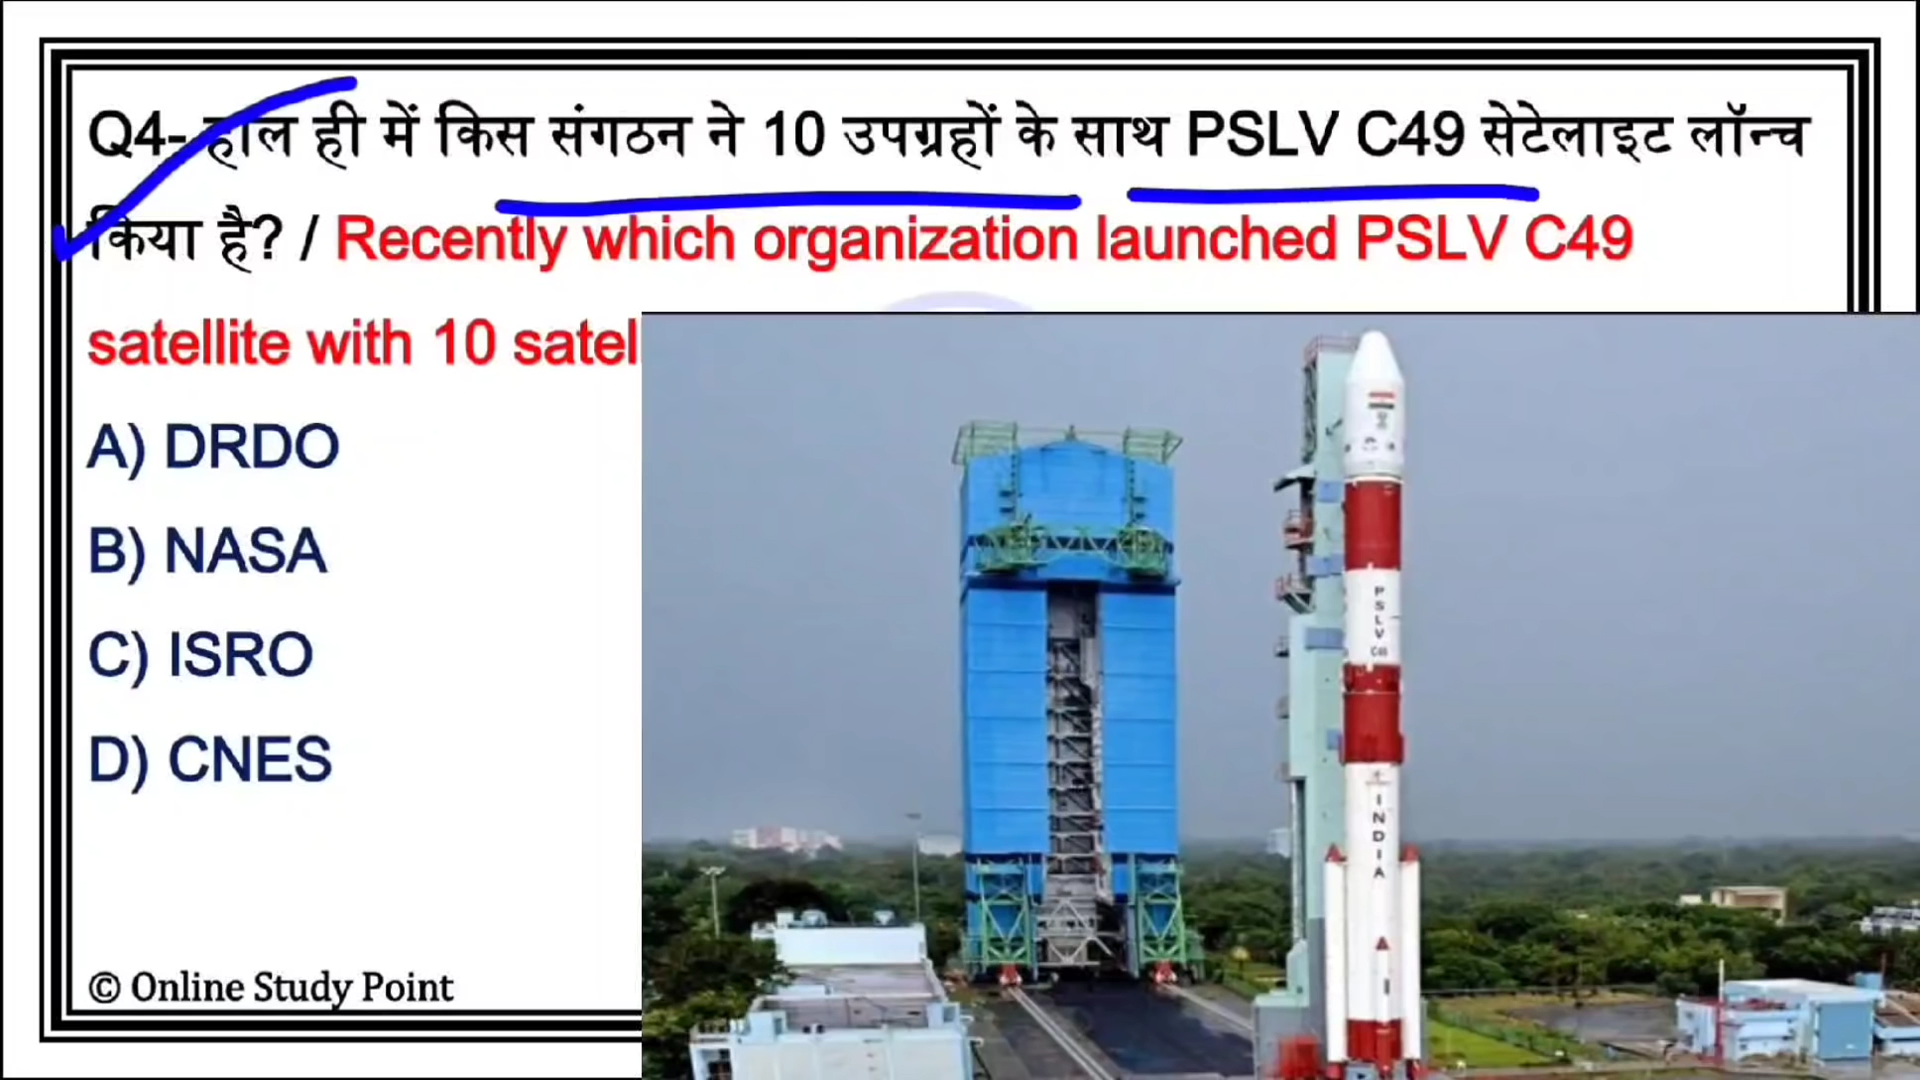 Q4- हाल ही में किस संगठन ने 10 उपग्रहों के साथ PSLV C49 सेटेलाइट लॉन्च
किया है? / Recently which organization launched PSLV C49
satellite with 10 satel
A) DRDO
B) NASA
C) ISRO
D) CNES
PSLV
INDIA
© Online Study Point